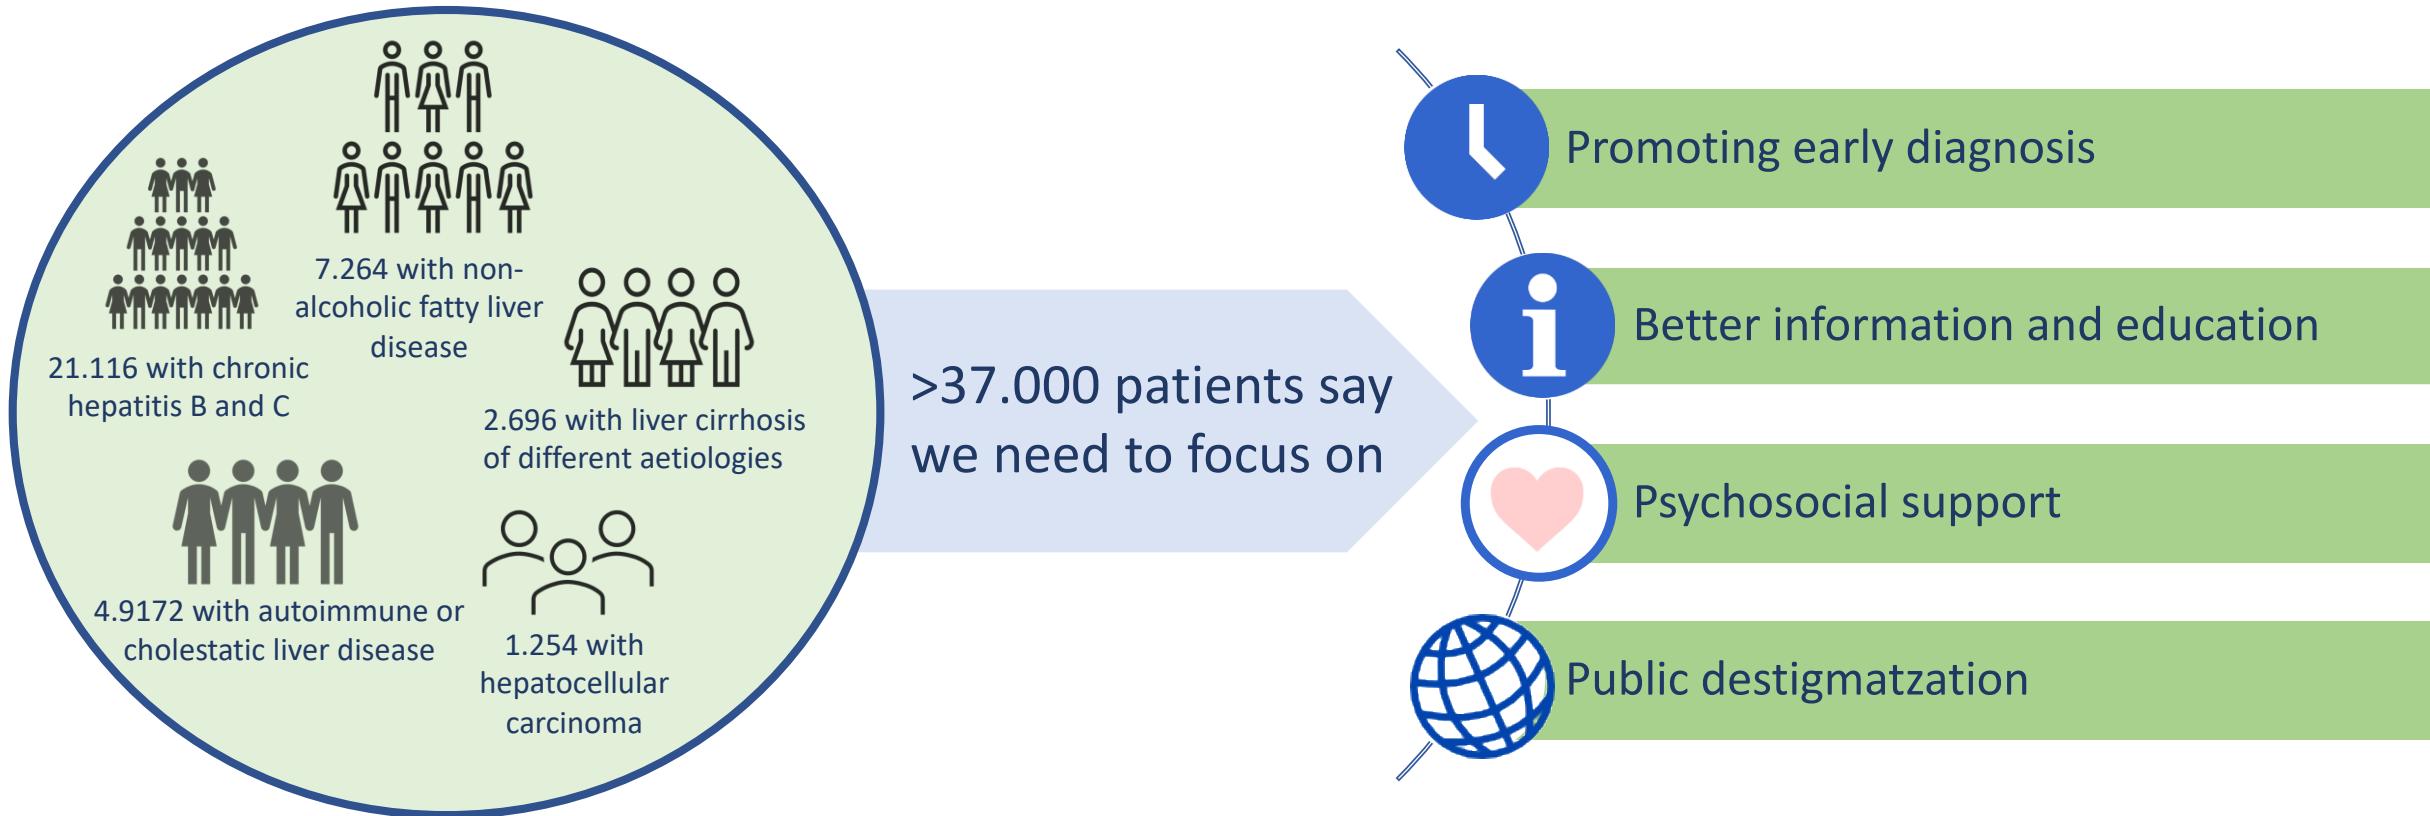 7.264 with non-
alcoholic fatty liver
disease
21.116 with chronic
hepatitis B and C
2.696 with liver cirrhosis
of different aetiologies
4.9172 with autoimmune or
cholestatic liver disease
1.254 with
hepatocellular
carcinoma
>37.000 patients say
we need to focus on
Promoting early diagnosis
Better information and education
Psychosocial support
Public destigmatzation